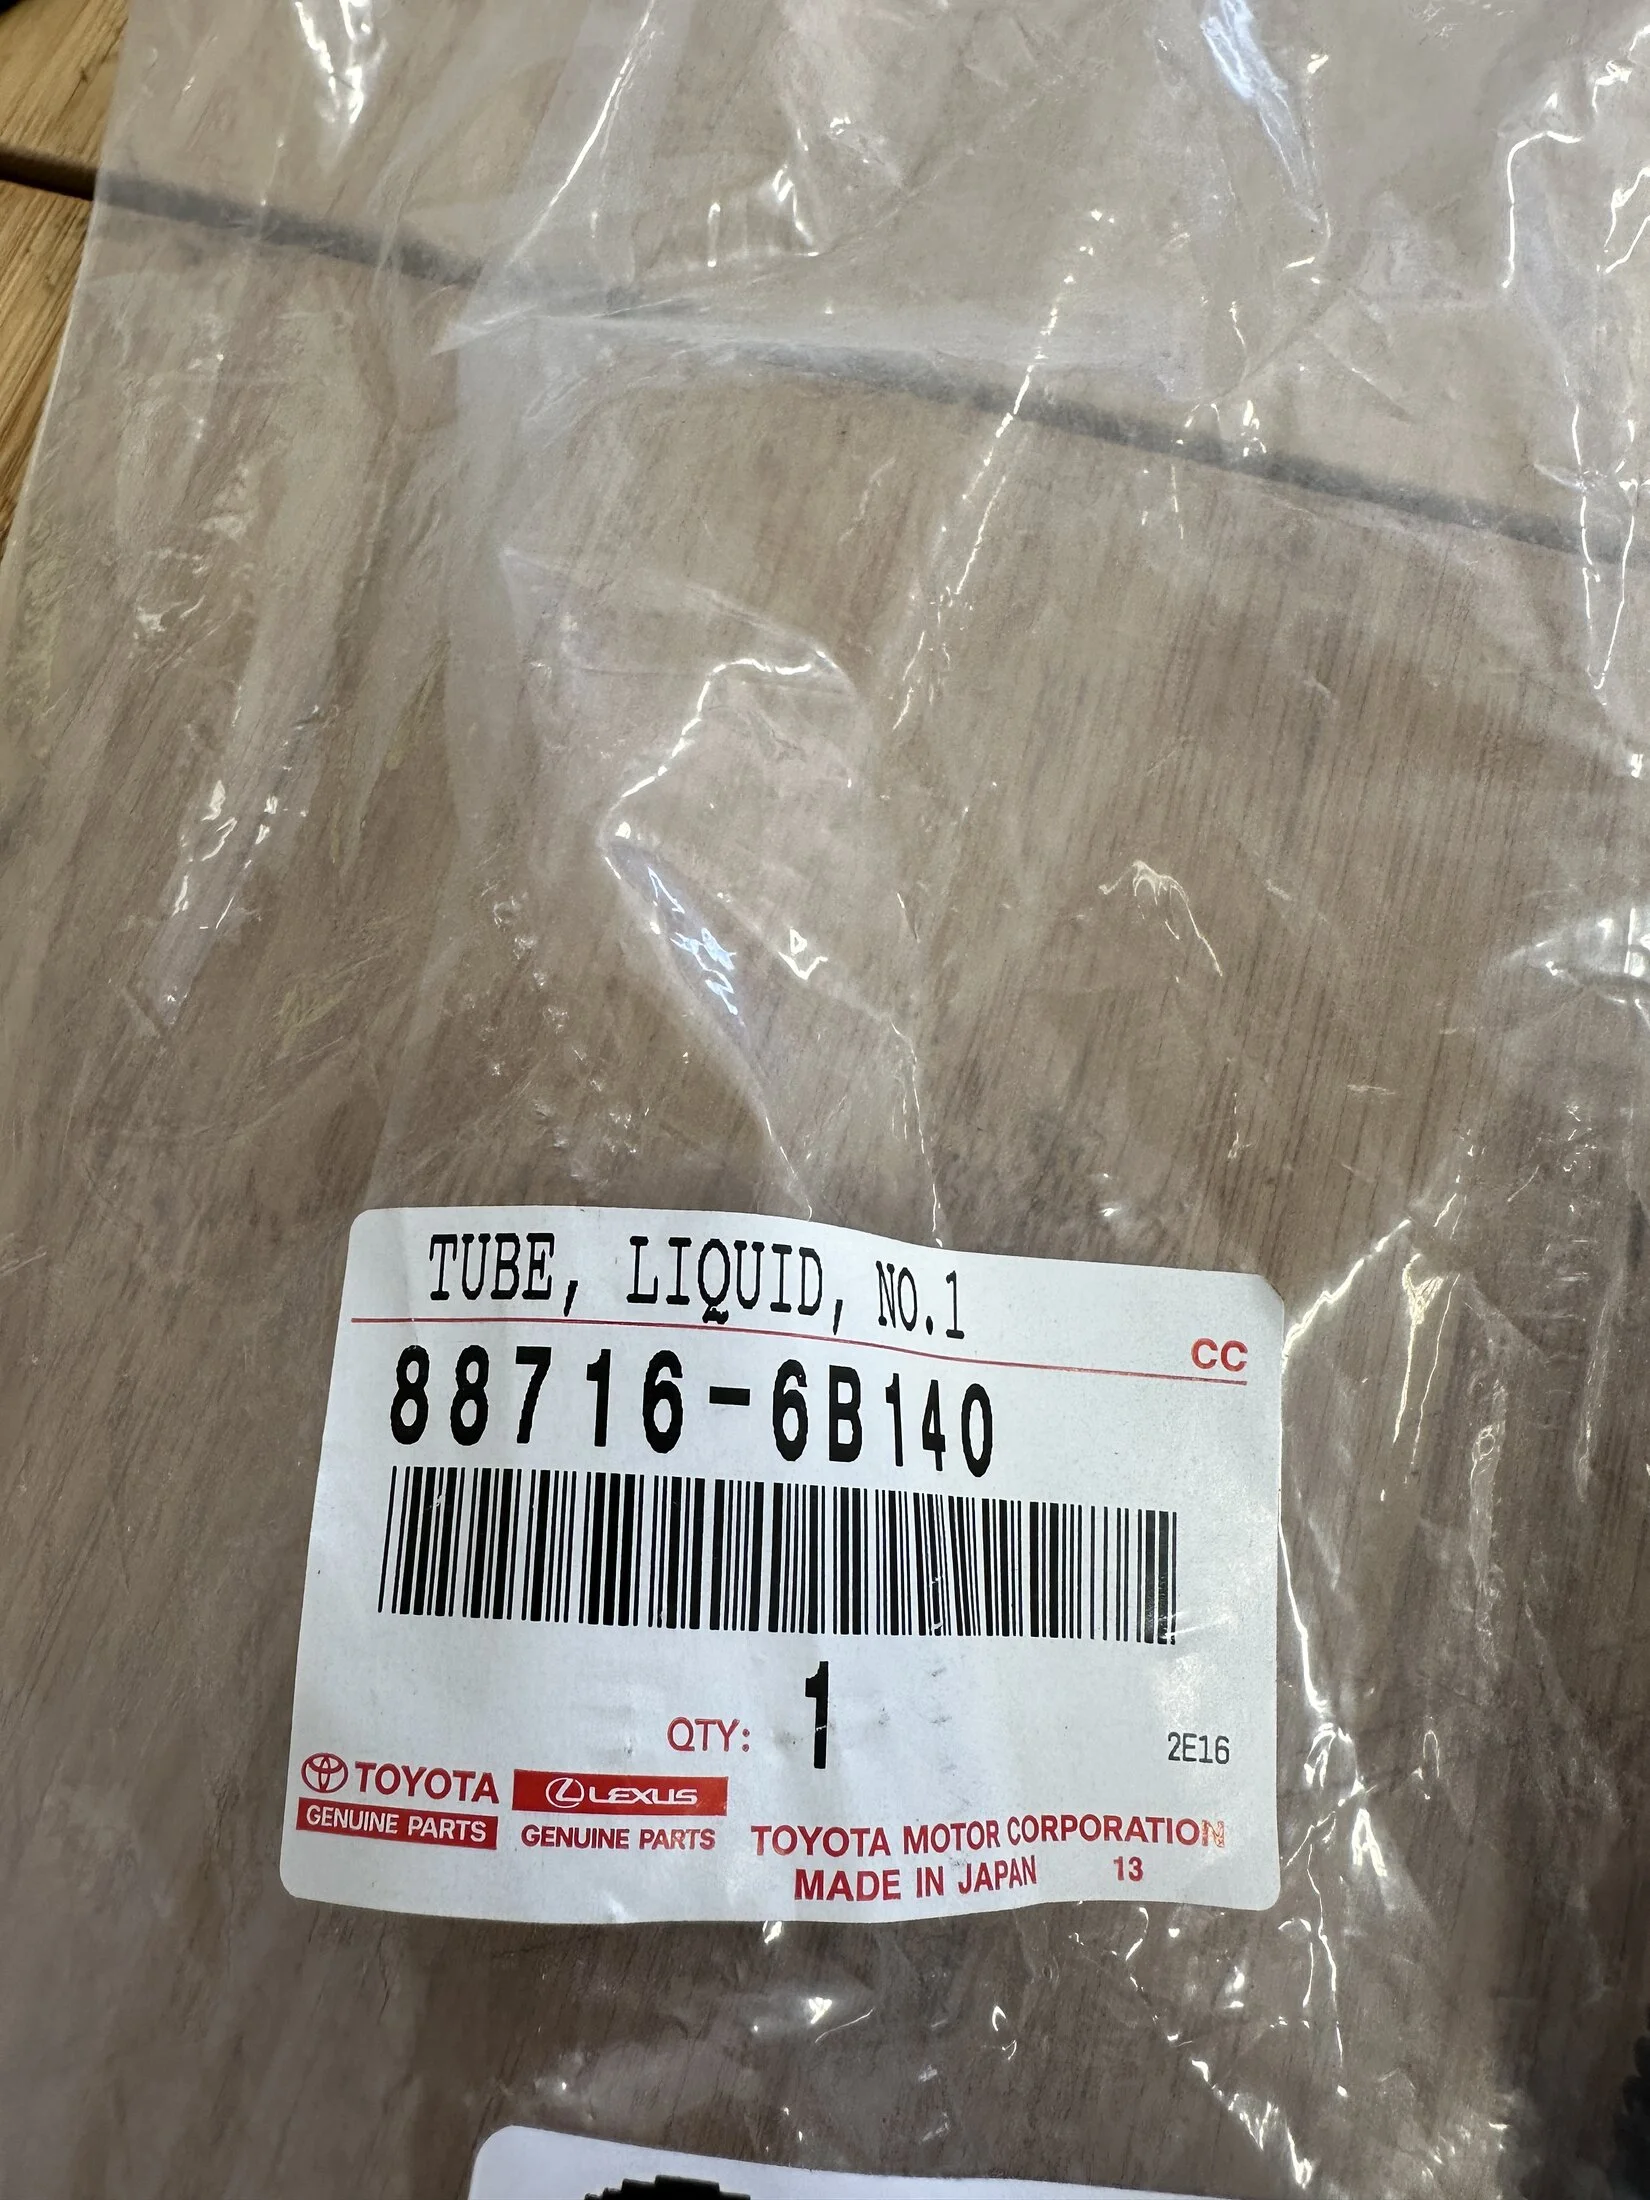 TUBE, LIQUID, NO.1
CC
88716-6B140
QTY: 1
2E16
TOYOTA
GENUINE PARTS
LEXUS
GENUINE PARTS
TOYOTA MOTOR CORPORATION
MADE IN JAPAN 13